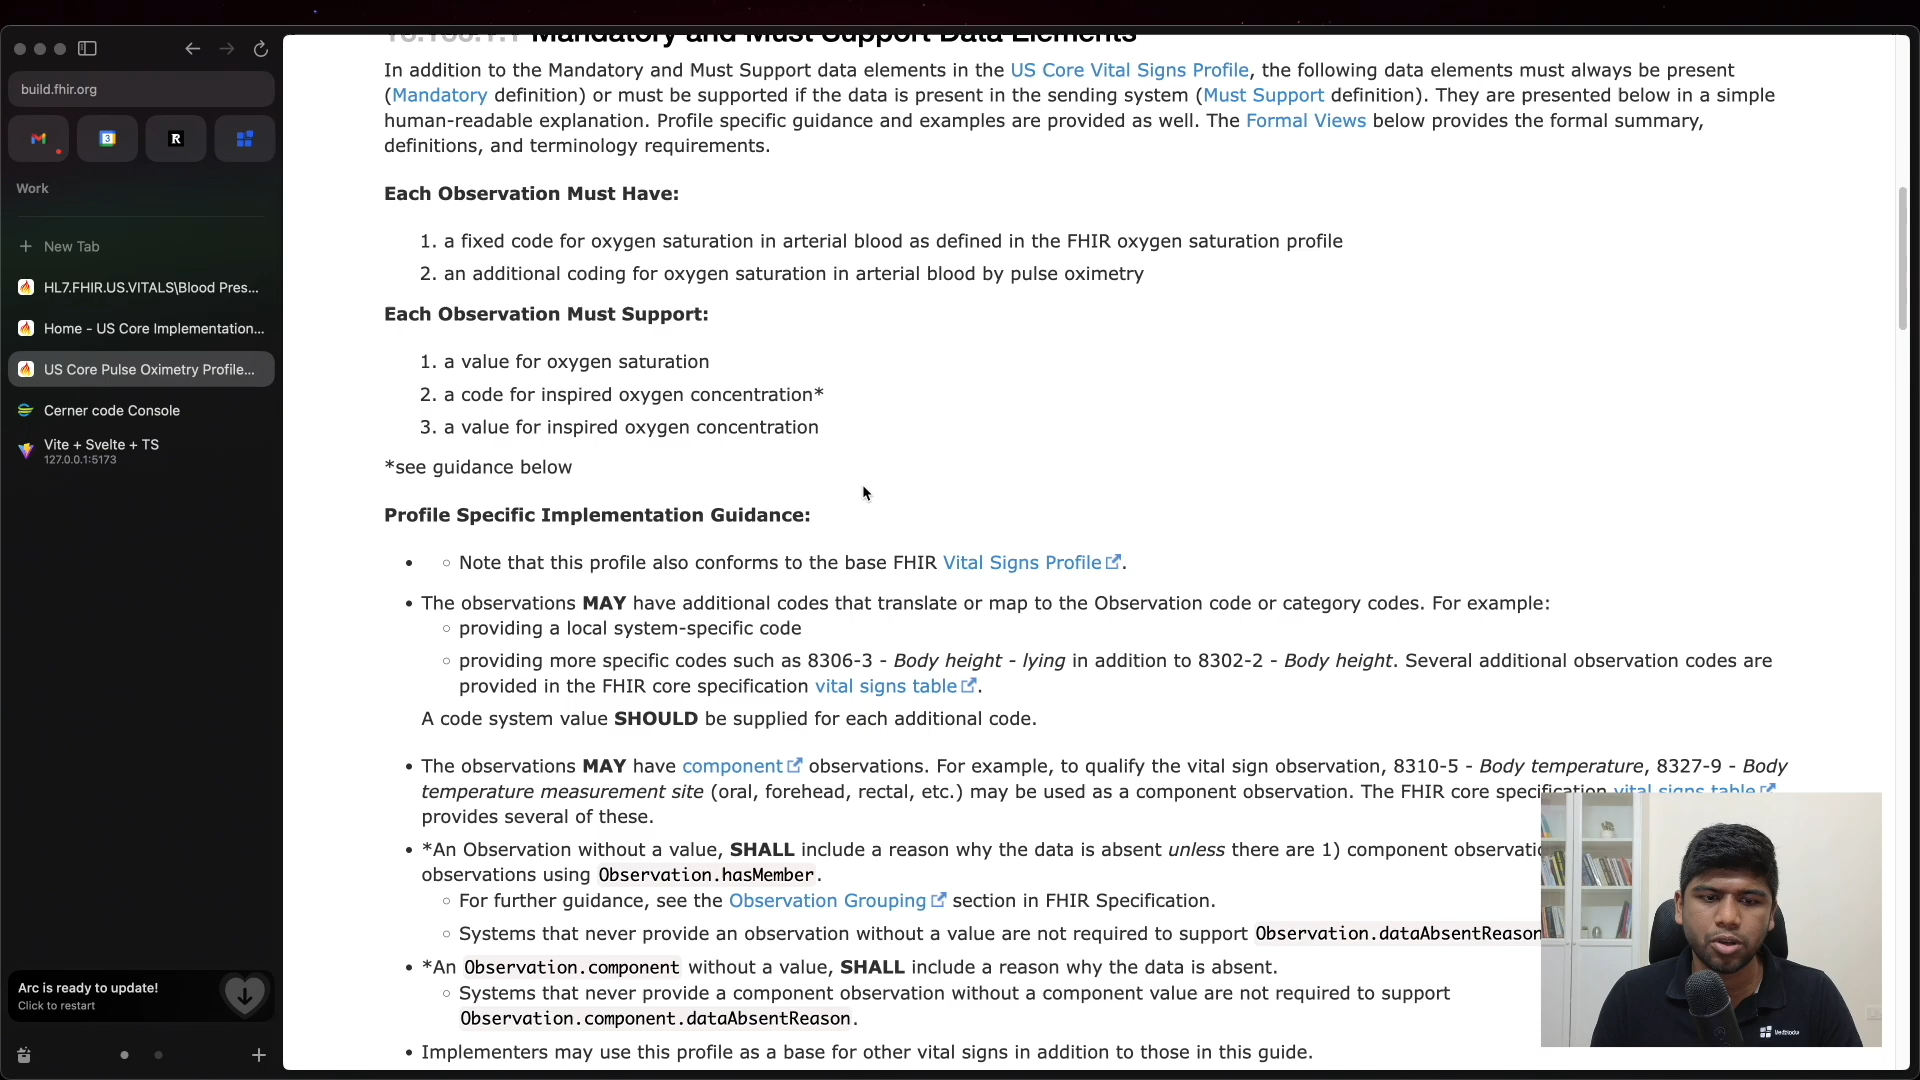 build.fhir.org
Work
New Tab
HL7.FHIR.US.VITALS\Blood Pres...
Home - US Core Implementation...
US Core Pulse Oximetry Profile...
Cerner code Console
Vite + Svelte + TS
127.0.0.1:5173
Arc is ready to update!
Click to restart
Mandatory and Must Support Data Elements
In addition to the Mandatory and Must Support data elements in the US Core Vital Signs Profile, the following data elements must always be present
(Mandatory definition) or must be supported if the data is present in the sending system (Must Support definition). They are presented below in a simple
human-readable explanation. Profile specific guidance and examples are provided as well. The Formal Views below provides the formal summary,
definitions, and terminology requirements.
Each Observation Must Have:
1. a fixed code for oxygen saturation in arterial blood as defined in the FHIR oxygen saturation profile
2. an additional coding for oxygen saturation in arterial blood by pulse oximetry
Each Observation Must Support:
1. a value for oxygen saturation
2. a code for inspired oxygen concentration*
3. a value for inspired oxygen concentration
*see guidance below
Profile Specific Implementation Guidance:
Note that this profile also conforms to the base FHIR Vital Signs Profile.
The observations MAY have additional codes that translate or map to the Observation code or category codes. For example:
providing a local system-specific code
providing more specific codes such as 8306-3 - Body height - lying in addition to 8302-2 - Body height. Several additional observation codes are
provided in the FHIR core specification vital signs table.
A code system value SHOULD be supplied for each additional code.
The observations MAY have component observations. For example, to qualify the vital sign observation, 8310-5 - Body temperature, 8327-9 - Body
temperature measurement site (oral, forehead, rectal, etc.) may be used as a component observation. The FHIR core specification vital signs table
provides several of these.
*An Observation without a value, SHALL include a reason why the data is absent unless there are 1) component observatio
observations using Observation.hasMember.
For further guidance, see the Observation Grouping section in FHIR Specification.
Systems that never provide an observation without a value are not required to support Observation.dataAbsentReason
*An Observation.component without a value, SHALL include a reason why the data is absent.
Systems that never provide a component observation without a component value are not required to support
Observation.component.dataAbsentReason.
Implementers may use this profile as a base for other vital signs in addition to those in this guide.